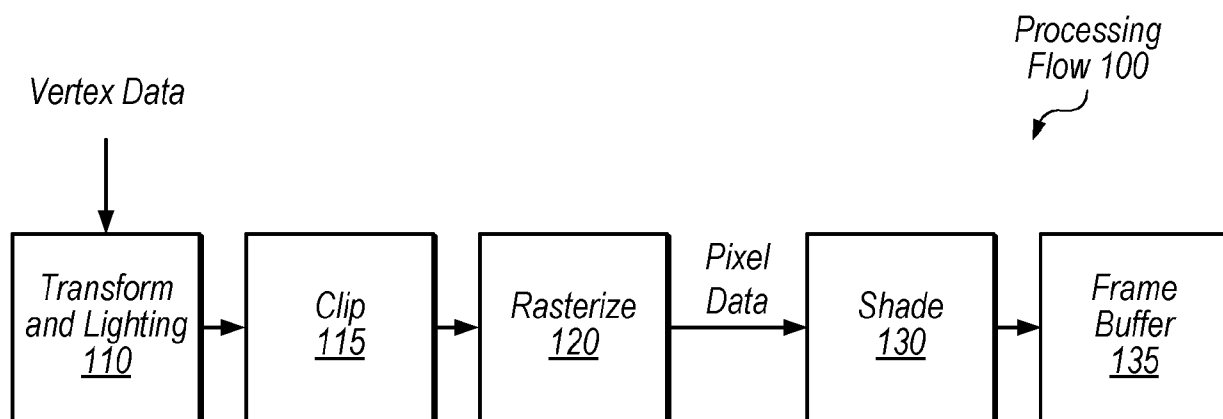 Processing
Flow 100
Vertex Data
Transform
and Lighting
110
Clip
115
Rasterize
120
Pixel
Data
Shade
130
Frame
Buffer
135